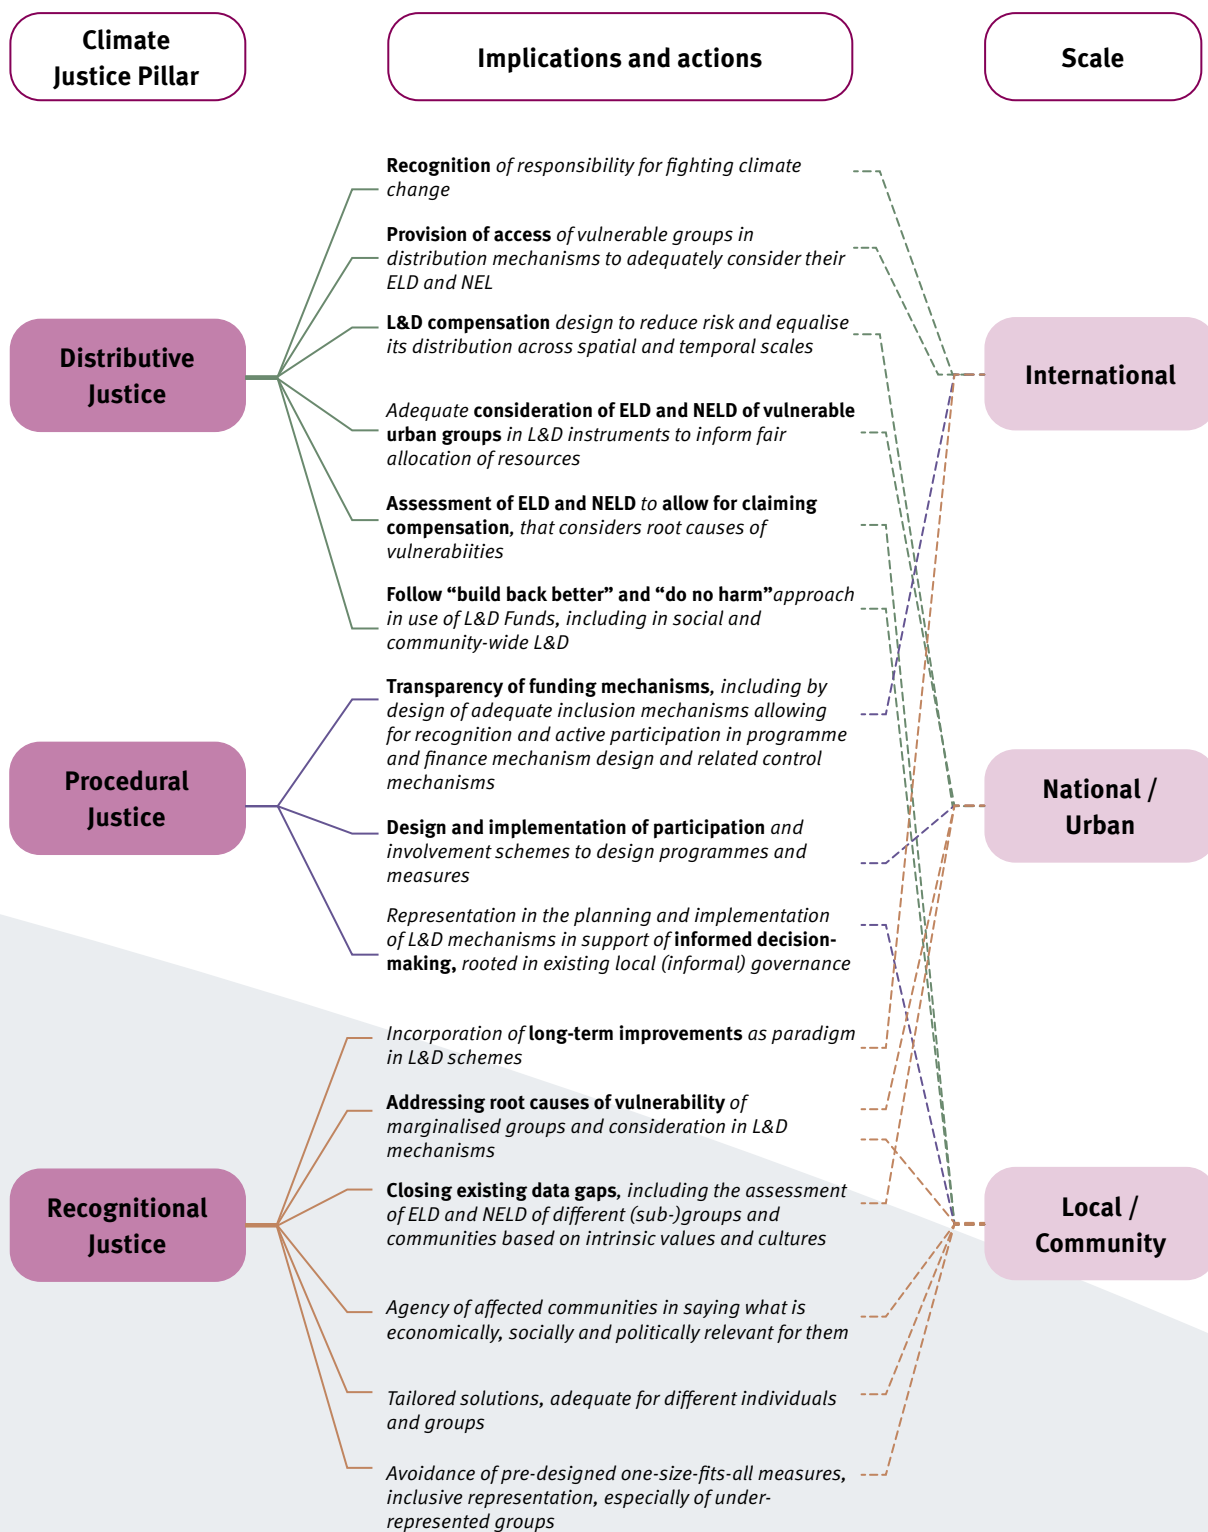 Climate
Justice Pillar
Implications and actions
Scale
Recognition of responsibility for fighting climate
change
Provision of access of vulnerable groups in
distribution mechanisms to adequately consider their
ELD and NEL
L&D compensation design to reduce risk and equalise
its distribution across spatial and temporal scales
Distributive
Justice
International
Adequate consideration of ELD and NELD of vulnerable
urban groups in L&D instruments to inform fair
allocation of resources
Assessment of ELD and NELD to allow for claiming
compensation, that considers root causes of
vulnerabiities
Follow “build back better” and “do no harm”approach
in use of L&D Funds, including in social and
community-wide L&D
Transparency of funding mechanisms, including by
design of adequate inclusion mechanisms allowing
for recognition and active participation in programme
and finance mechanism design and related control
mechanisms
Procedural
Justice
National /
Urban
Design and implementation of participation and
involvement schemes to design programmes and
measures
Representation in the planning and implementation
of L&D mechanisms in support of informed decision-
making, rooted in existing local (informal) governance
Incorporation of long-term improvements as paradigm
in L&D schemes
Addressing root causes of vulnerability of
marginalised groups and consideration in L&D
mechanisms
Closing existing data gaps, including the assessment
of ELD and NELD of different (sub-)groups and
communities based on intrinsic values and cultures
Recognitional
Justice
Local /
Community
Agency of affected communities in saying what is
economically, socially and politically relevant for them
Tailored solutions, adequate for different individuals
and groups
Avoidance of pre-designed one-size-fits-all measures,
inclusive representation, especially of under-
represented groups